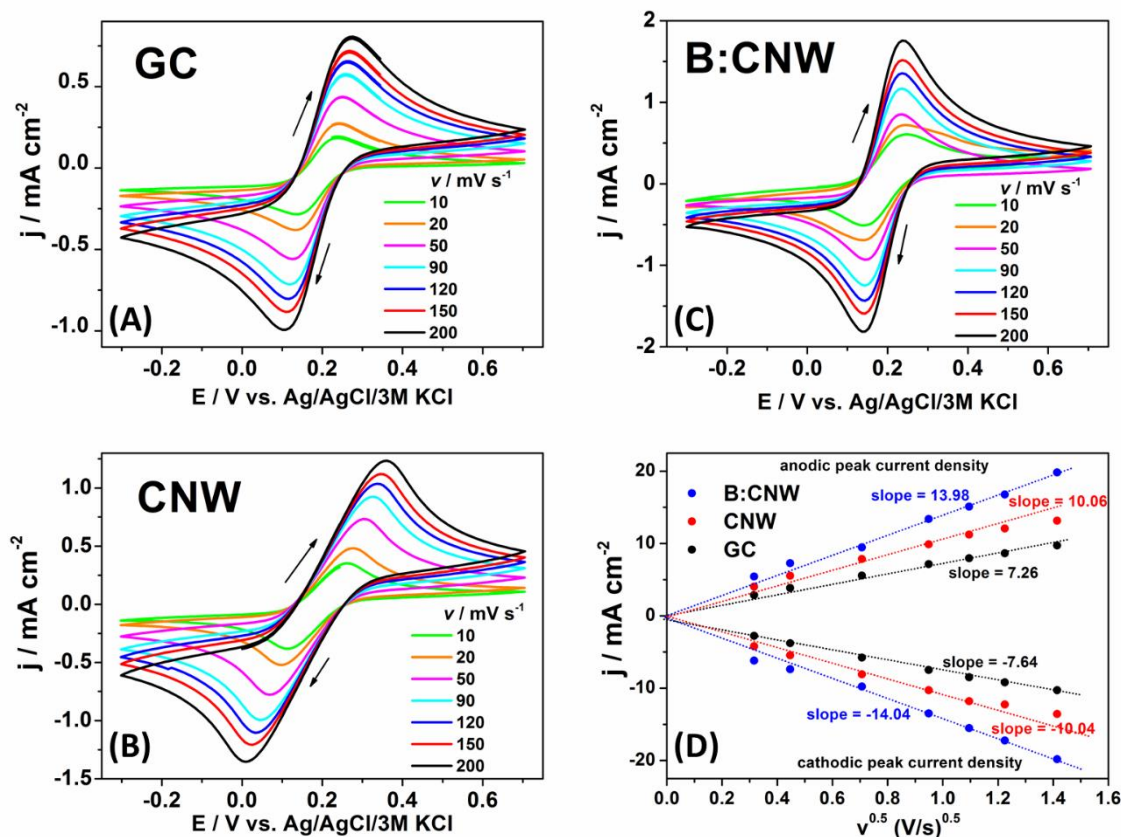 GC
j / mA cm⁻²
0.5
0.0
-0.5
-1.0
ν / mV s⁻¹
10
20
50
90
120
150
200
(A)
-0.2 0.0 0.2 0.4 0.6
E / V vs. Ag/AgCl/3M KCl
B:CNW
j / mA cm⁻²
2
1
0
-1
-2
ν / mV s⁻¹
10
20
50
90
120
150
200
(C)
-0.2 0.0 0.2 0.4 0.6
E / V vs. Ag/AgCl/3M KCl
CNW
j / mA cm⁻²
1.0
0.5
0.0
-0.5
-1.0
-1.5
ν / mV s⁻¹
10
20
50
90
120
150
200
(B)
-0.2 0.0 0.2 0.4 0.6
E / V vs. Ag/AgCl/3M KCl
j / mA cm⁻²
20
10
0
-10
-20
anodic peak current density
B:CNW
CNW
GC
slope = 13.98
slope = 10.06
slope = 7.26
slope = -7.64
slope = -14.04
slope = -10.04
(D)
cathodic peak current density
0.0 0.2 0.4 0.6 0.8 1.0 1.2 1.4 1.6
v⁰·⁵ (V/s)⁰·⁵